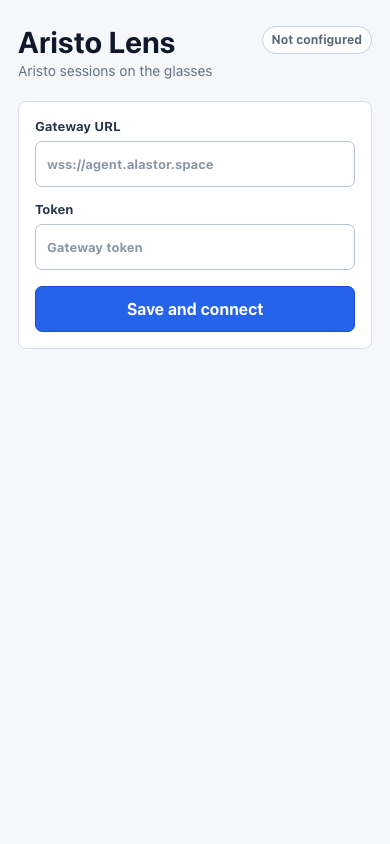 Aristo Lens
Not configured
Aristo sessions on the glasses
Gateway URL
wss://agent.alastor.space
Token
Gateway token
Save and connect